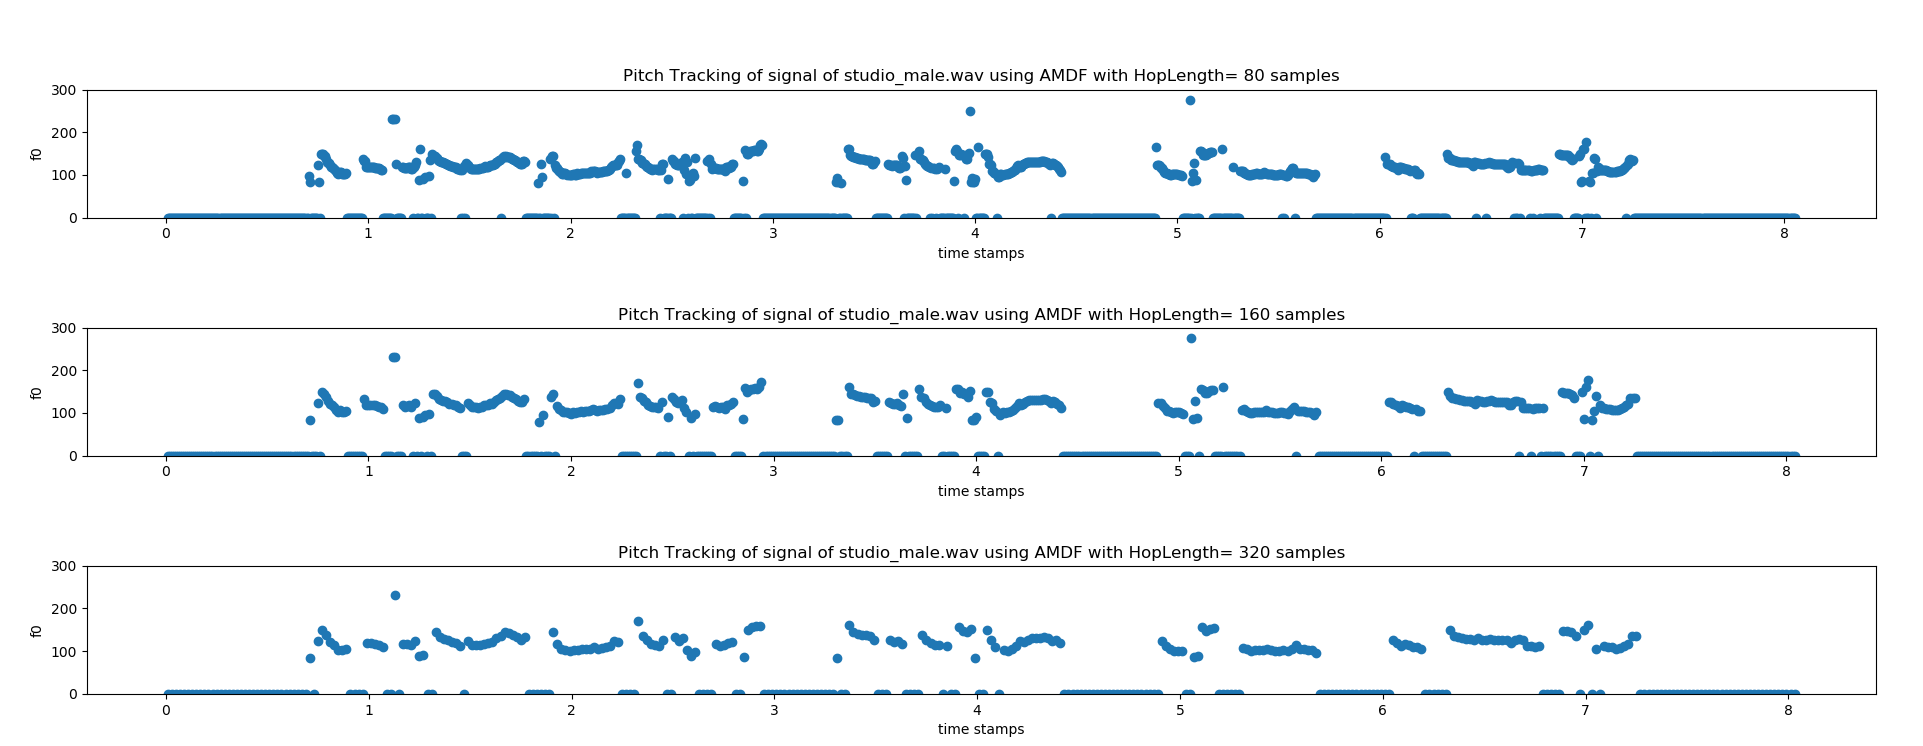 Pitch Tracking of signal of studio_male.wav using AMDF with HopLength= 80 samples
300
200
100
0
f0
0 1 2 3 4 5 6 7 8
time stamps
Pitch Tracking of signal of studio_male.wav using AMDF with HopLength= 160 samples
300
200
100
0
f0
0 1 2 3 4 5 6 7 8
time stamps
Pitch Tracking of signal of studio_male.wav using AMDF with HopLength= 320 samples
300
200
100
0
f0
0 1 2 3 4 5 6 7 8
time stamps